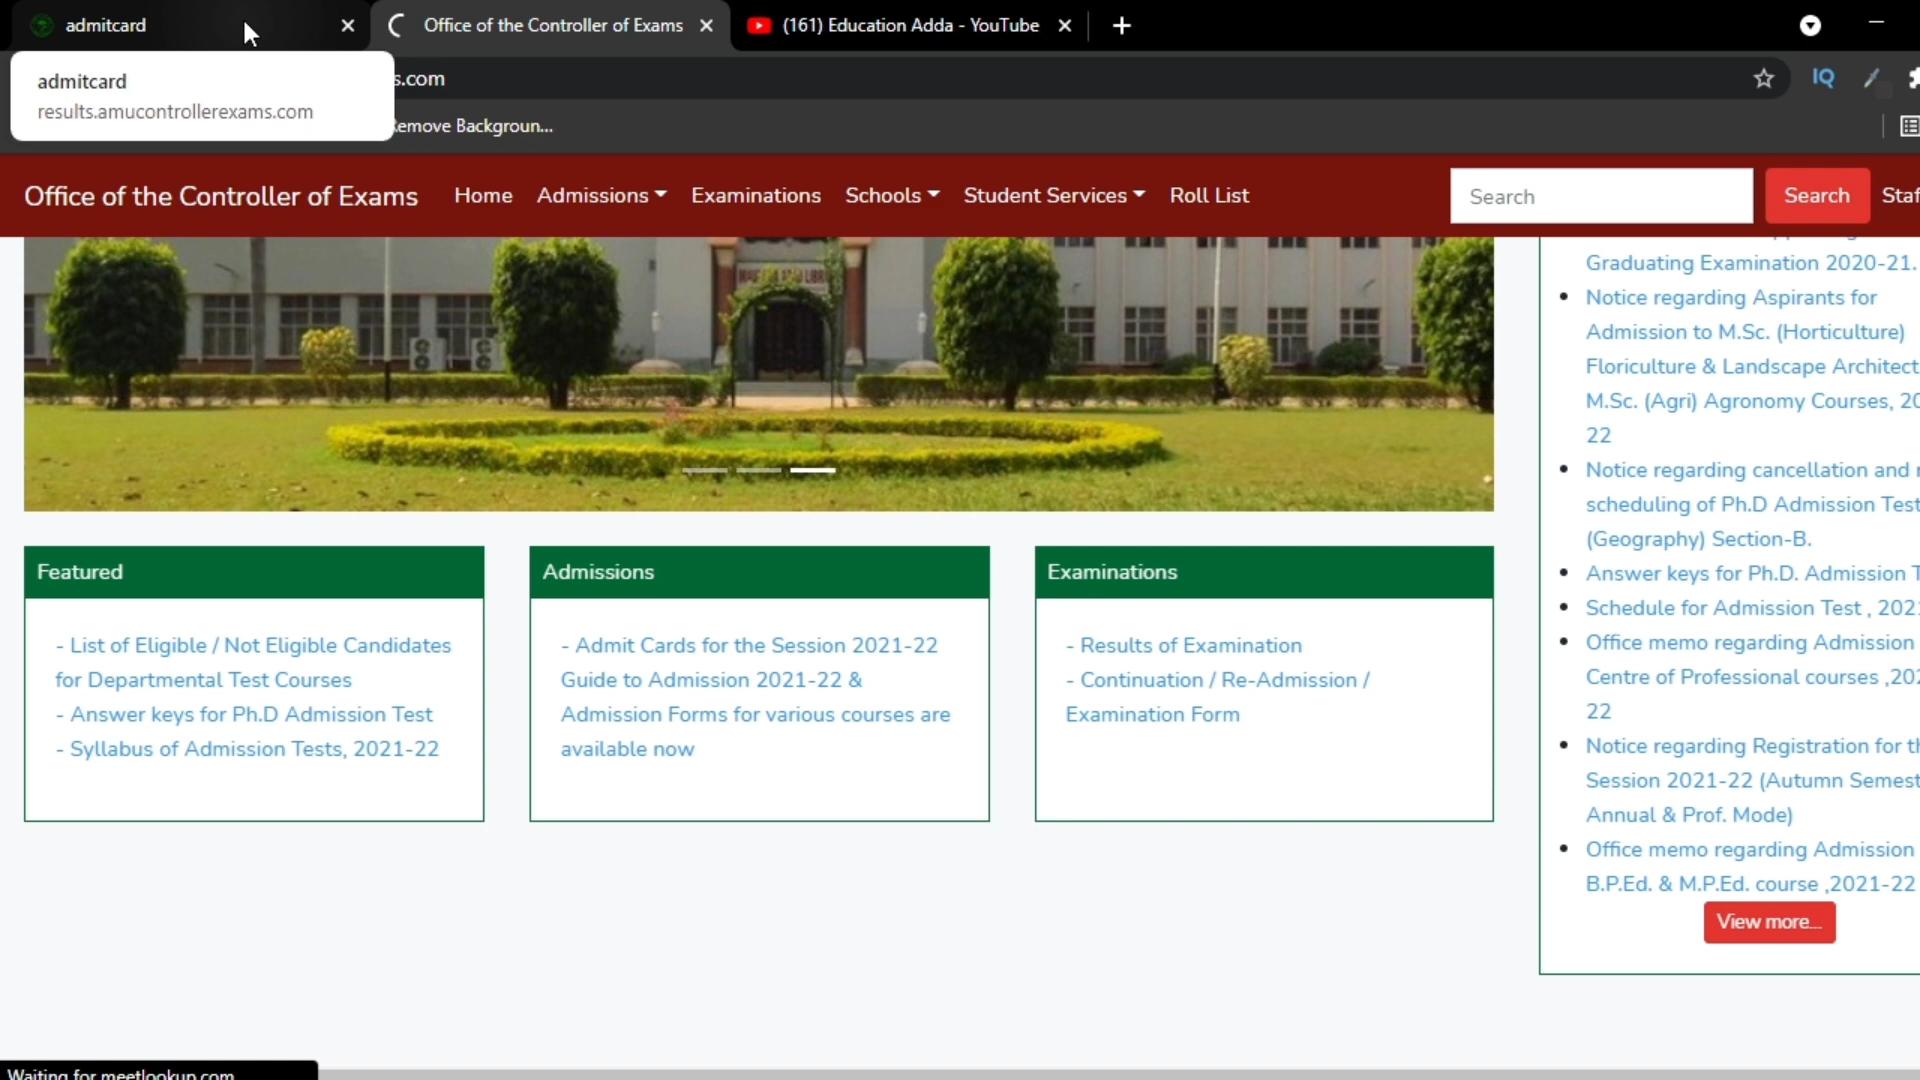 admitcard
Office of the Controller of Exams
(161) Education Adda - YouTube
admitcard
results.amucontrollerexams.com
s.com
IQ
Remove Backgroun...
Office of the Controller of Exams
Home
Admissions
Examinations
Schools
Student Services
Roll List
Search
Search
Staf
Graduating Examination 2020-21.
Notice regarding Aspirants for
Admission to M.Sc. (Horticulture)
Floriculture & Landscape Architect
M.Sc. (Agri) Agronomy Courses, 20
22
Notice regarding cancellation and r
scheduling of Ph.D Admission Test
(Geography) Section-B.
Answer keys for Ph.D. Admission T
Schedule for Admission Test , 2021
Office memo regarding Admission
Centre of Professional courses ,202
22
Notice regarding Registration for th
Session 2021-22 (Autumn Semest
Annual & Prof. Mode)
Office memo regarding Admission
B.P.Ed. & M.P.Ed. course ,2021-22
View more...
Featured
- List of Eligible / Not Eligible Candidates
for Departmental Test Courses
- Answer keys for Ph.D Admission Test
- Syllabus of Admission Tests, 2021-22
Admissions
- Admit Cards for the Session 2021-22
Guide to Admission 2021-22 &
Admission Forms for various courses are
available now
Examinations
- Results of Examination
- Continuation / Re-Admission /
Examination Form
Waiting for meetlookup.com